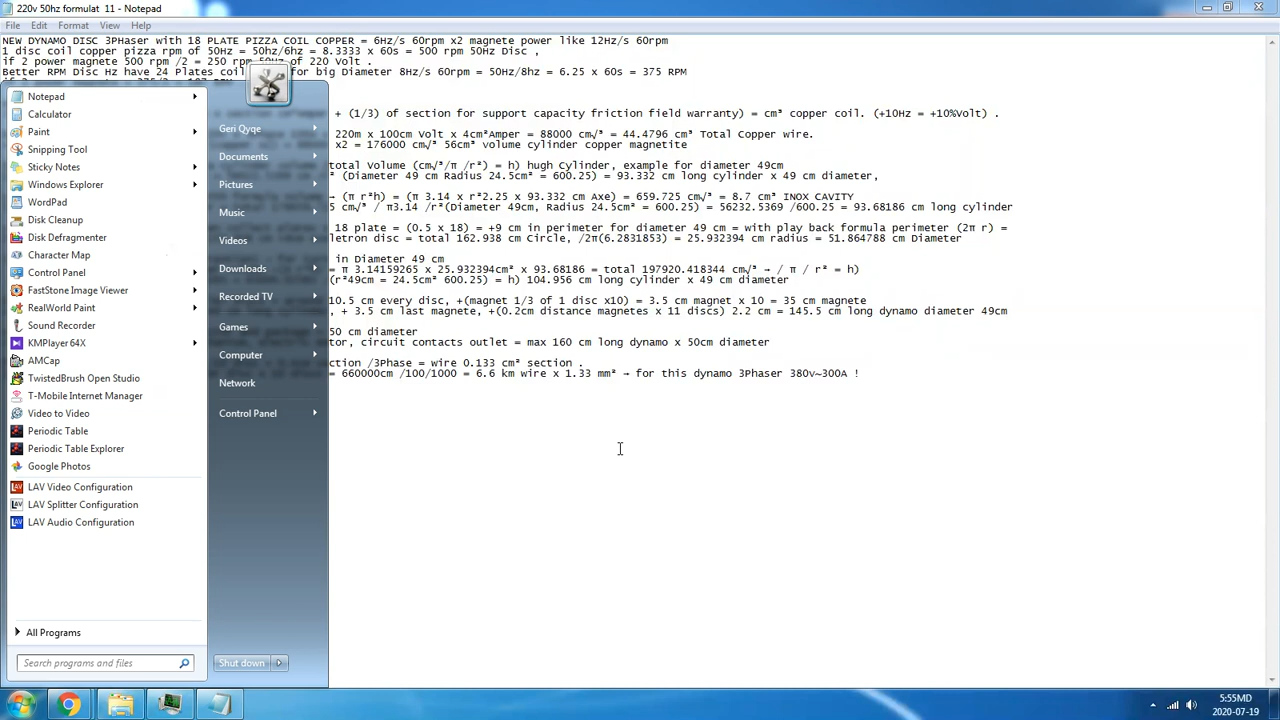 220v 50hz formulat  11 - Notepad
File Edit Format View Help
NEW DYNAMO DISC 3PHaser with 18 PLATE PIZZA COIL COPPER = 6Hz/s 60rpm x2 magnete power like 12Hz/s 60rpm
1 disc coil copper pizza rpm of 50Hz = 50hz/6hz = 8.3333 x 60s = 500 rpm 50Hz Disc ,
if 2 power magnete 500 rpm /2 = 250 rpm 50Hz of 220 Volt .
Better RPM Disc Hz have 24 Plates coil for big Diameter 8Hz/s 60rpm = 50Hz/8hz = 6.25 x 60s = 375 RPM
+ (1/3) of section for support capacity friction field warranty) = cm³ copper coil. (+10Hz = +10%Volt) .
220m x 100cm Volt x 4cm²Amper = 88000 cm√³ = 44.4796 cm³ Total Copper wire.
x2 = 176000 cm√³ 56cm³ volume cylinder copper magnetite
total Volume (cm√³/π /r²) = h) hugh Cylinder, example for diameter 49cm
(Diameter 49 cm Radius 24.5cm² = 600.25) = 93.332 cm long cylinder x 49 cm diameter,
→ (π r²h) = (π 3.14 x r²2.25 x 93.332 cm Axe) = 659.725 cm√³ = 8.7 cm³ INOX CAVITY
cm√³ / π3.14 /r²(Diameter 49cm, Radius 24.5cm² = 600.25) = 56232.5369 /600.25 = 93.68186 cm long cylinder
x 18 plate = (0.5 x 18) = +9 cm in perimeter for diameter 49 cm = with play back formula perimeter (2π r) =
disc = total 162.938 cm Circle, /2π(6.2831853) = 25.932394 cm radius = 51.864788 cm Diameter
in Diameter 49 cm
= π 3.14159265 x 25.932394cm² x 93.68186 = total 197920.418344 cm√³ → / π / r² = h)
(r²49cm = 24.5cm² 600.25) = h) 104.956 cm long cylinder x 49 cm diameter
10.5 cm every disc, +(magnet 1/3 of 1 disc x10) = 3.5 cm magnet x 10 = 35 cm magnete
+ 3.5 cm last magnete, +(0.2cm distance magnetes x 11 discs) 2.2 cm = 145.5 cm long dynamo diameter 49cm
50 cm diameter
circuit contacts outlet = max 160 cm long dynamo x 50cm diameter
section /3Phase = wire 0.133 cm² section .
= 660000cm /100/1000 = 6.6 km wire x 1.33 mm² → for this dynamo 3Phaser 380v~300A !
Notepad
Calculator
Paint
Snipping Tool
Sticky Notes
Windows Explorer
WordPad
Disk Cleanup
Disk Defragmenter
Character Map
Control Panel
FastStone Image Viewer
RealWorld Paint
Sound Recorder
KMPlayer 64X
AMCap
TwistedBrush Open Studio
T-Mobile Internet Manager
Video to Video
Periodic Table
Periodic Table Explorer
Google Photos
LAV Video Configuration
LAV Splitter Configuration
LAV Audio Configuration
All Programs
Search programs and files
Geri Qyqe
Documents
Pictures
Music
Videos
Downloads
Recorded TV
Games
Computer
Network
Control Panel
Shut down
5:55MD
2020-07-19